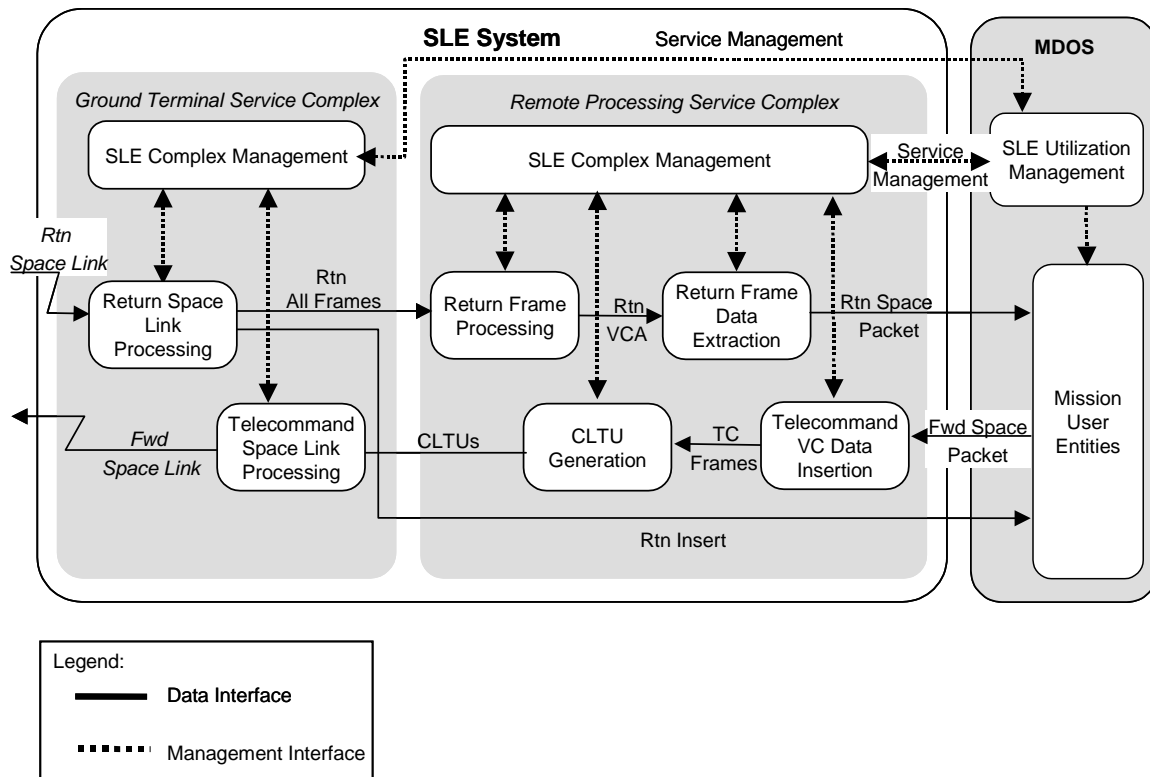 SLE System
Service Management
MDOS
Ground Terminal Service Complex
Remote Processing Service Complex
SLE Complex Management
SLE Complex Management
Service
Management
SLE Utilization
Management
Rtn
Space Link
Return Space
Link
Processing
Rtn
All Frames
Return Frame
Processing
Rtn
VCA
Return Frame
Data
Extraction
Rtn Space
Packet
Mission
User
Entities
Fwd
Space Link
Telecommand
Space Link
Processing
CLTUs
CLTU
Generation
TC
Frames
Telecommand
VC Data
Insertion
Fwd Space
Packet
Rtn Insert
Legend:
Data Interface
Management Interface